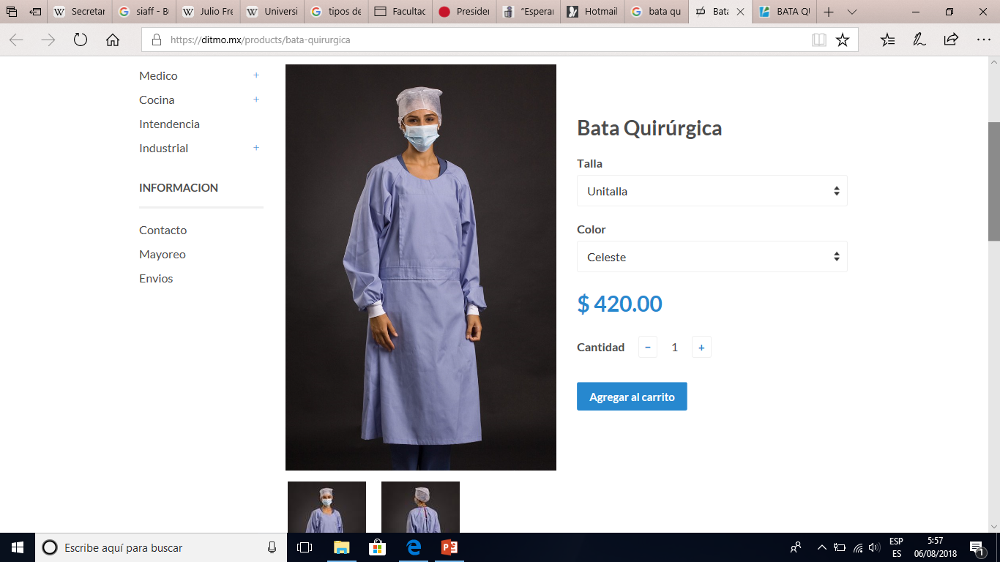 Secretar
siaff - B
Julio Fre
Universi
tipos de
Facultac
Presider
"Esperar
Hotmail
bata qu
Bata
BATA QU
https://ditmo.mx/products/bata-quirurgica
Medico +
Cocina +
Intendencia
Industrial +
INFORMACION
Contacto
Mayoreo
Envios
Bata Quirúrgica
Talla
Unitalla
Color
Celeste
$ 420.00
Cantidad - 1 +
Agregar al carrito
Escribe aquí para buscar
ESP
ES
5:57
06/08/2018
1